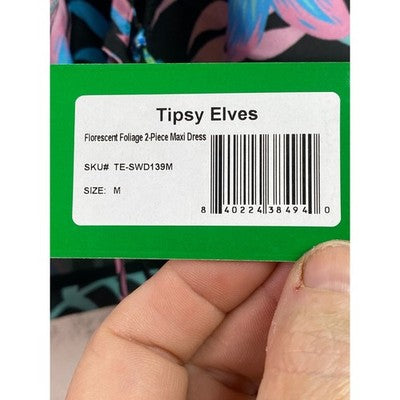 Tipsy Elves
Florescent Foliage 2-Piece Maxi Dress
SKU# TE-SWD139M
SIZE: M
8 40224 38494 0